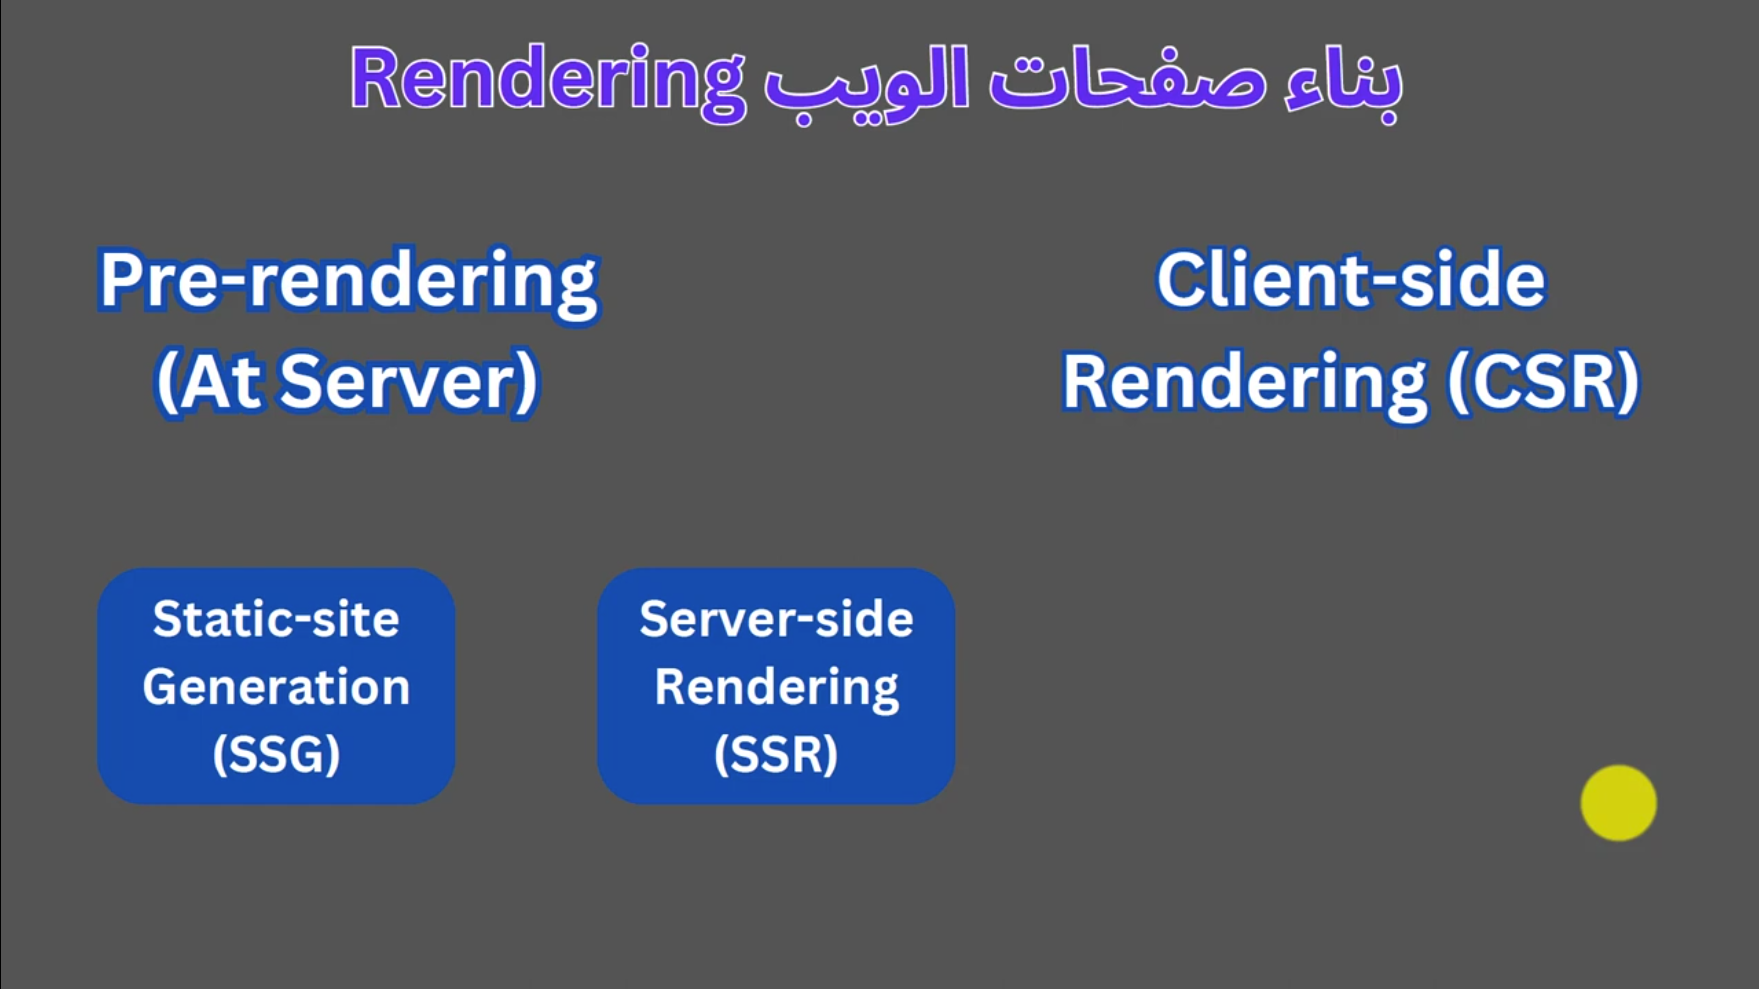 بناء صفحات الويب Rendering
Pre-rendering
(At Server)
Client-side
Rendering (CSR)
Static-site
Generation
(SSG)
Server-side
Rendering
(SSR)